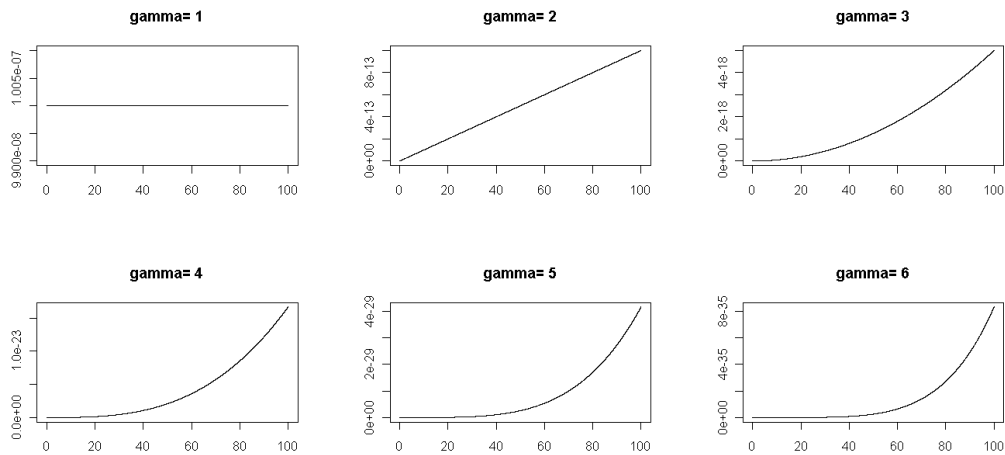 gamma= 1
1.005e-07
9.900e-08
0 20 40 60 80 100
gamma= 2
8e-13
4e-13
0e+00
0 20 40 60 80 100
gamma= 3
4e-18
2e-18
0e+00
0 20 40 60 80 100
gamma= 4
1.0e-23
0.0e+00
0 20 40 60 80 100
gamma= 5
4e-29
2e-29
0e+00
0 20 40 60 80 100
gamma= 6
8e-35
4e-35
0e+00
0 20 40 60 80 100